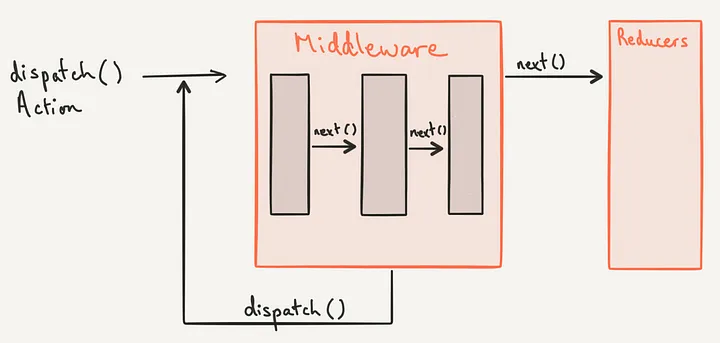 Middleware
Reducers
dispatch()
Action
next()
next()
next()
dispatch()